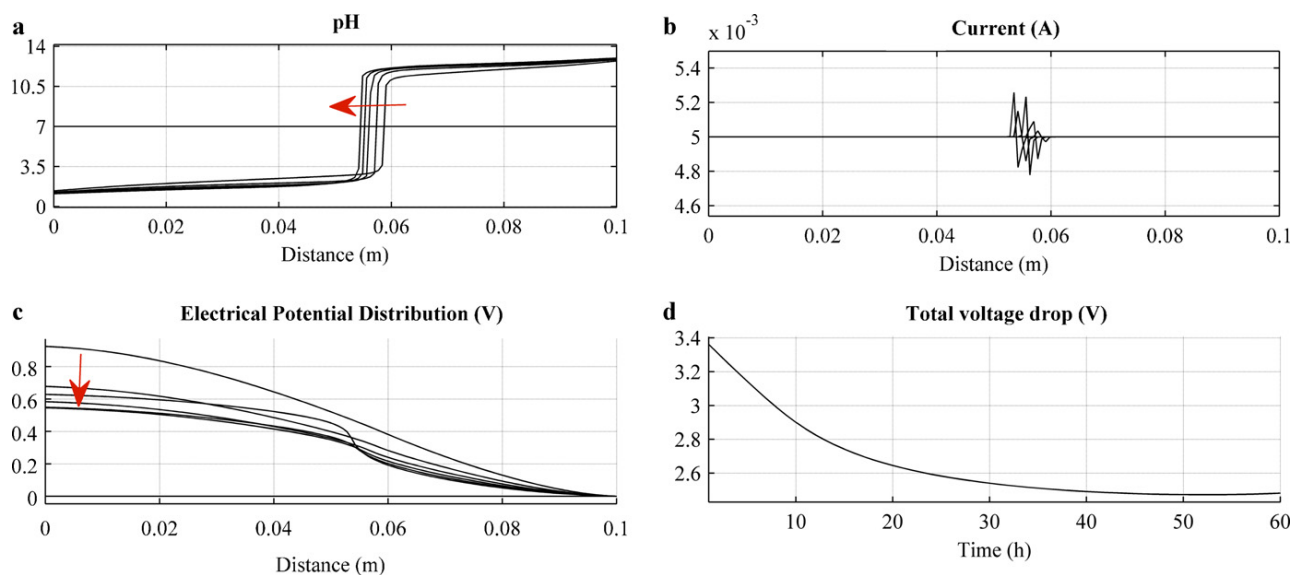 a
pH
14
10.5
7
3.5
0
0 0.02 0.04 0.06 0.08 0.1
Distance (m)
b
x 10-3
Current (A)
5.4
5.2
5
4.8
4.6
0 0.02 0.04 0.06 0.08 0.1
Distance (m)
c
Electrical Potential Distribution (V)
0.8
0.6
0.4
0.2
0
0 0.02 0.04 0.06 0.08 0.1
Distance (m)
d
Total voltage drop (V)
3.4
3.2
3
2.8
2.6
10 20 30 40 50 60
Time (h)